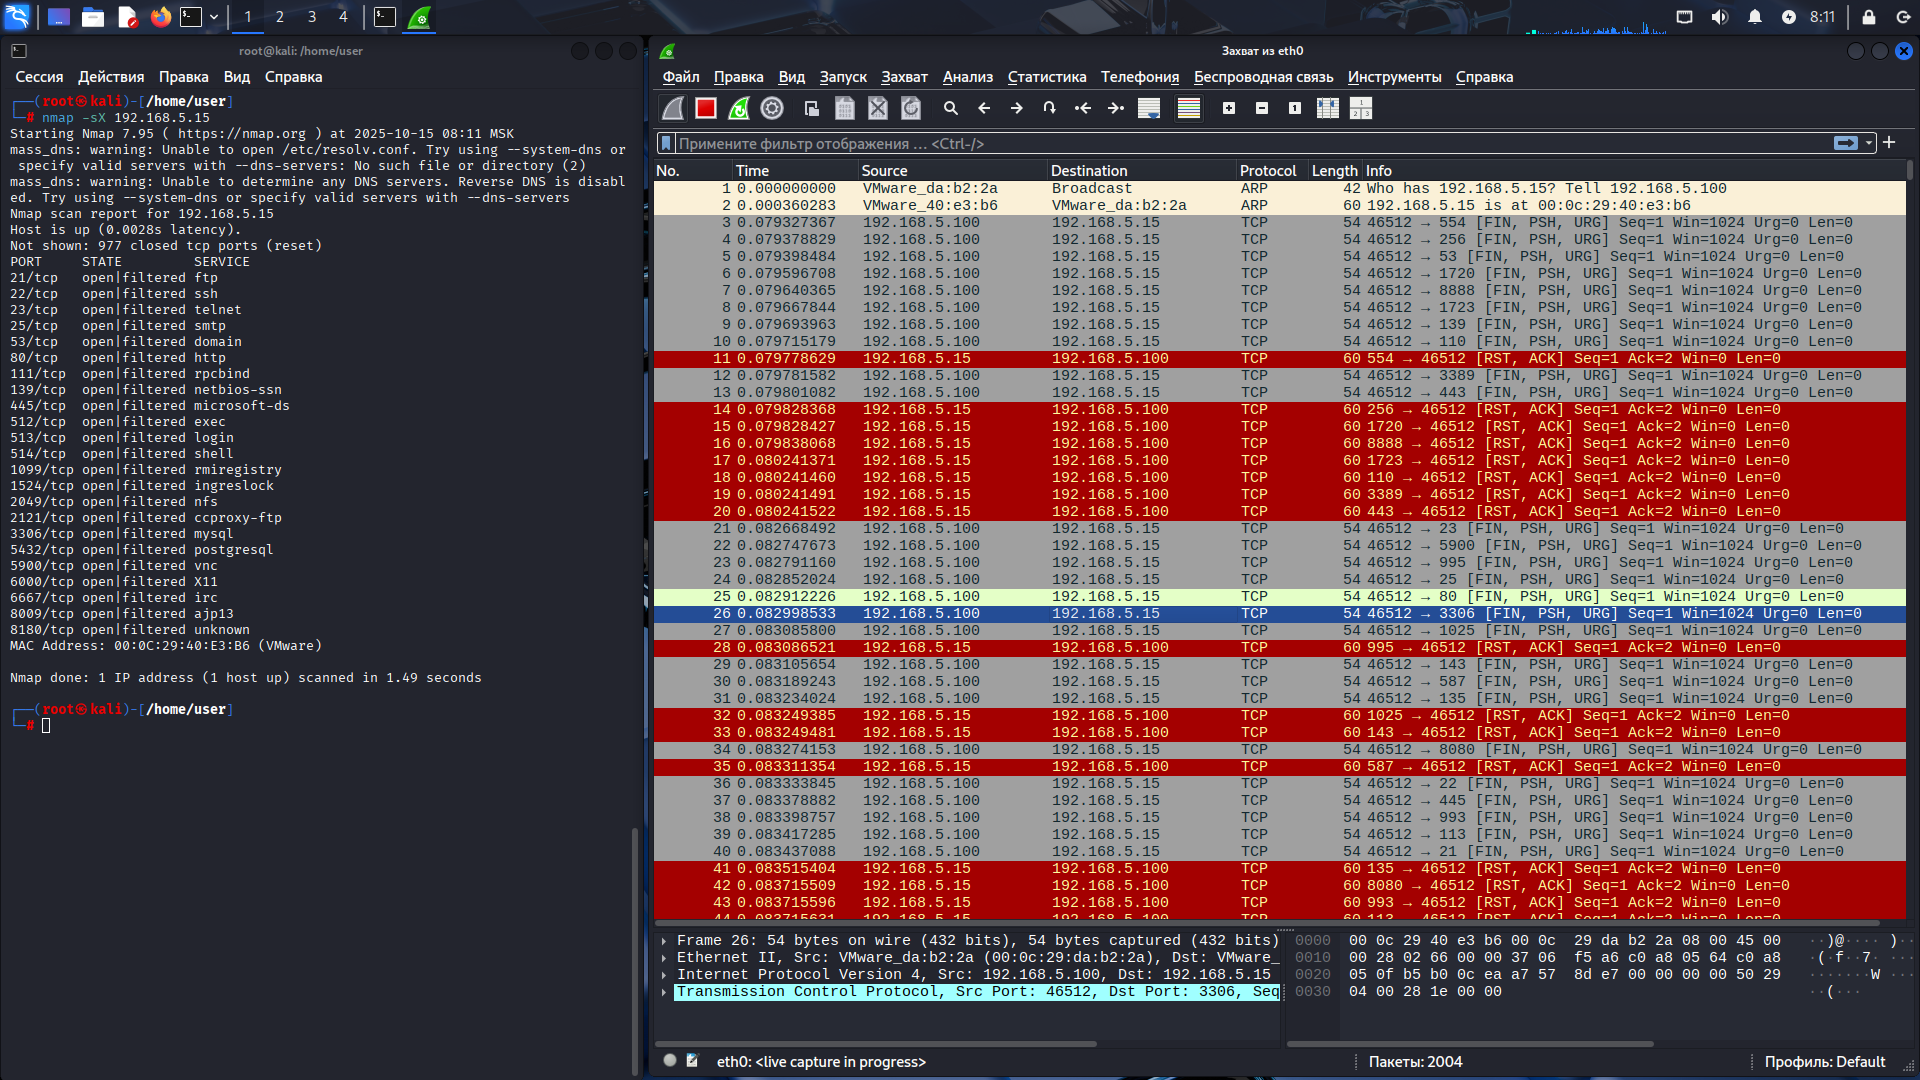 1
2
3
4
8:11
root@kali: /home/user
Сессия Действия Правка Вид Справка
┌──(root㉿kali)-[/home/user]
└─# nmap -sX 192.168.5.15
Starting Nmap 7.95 ( https://nmap.org ) at 2025-10-15 08:11 MSK
mass_dns: warning: Unable to open /etc/resolv.conf. Try using --system-dns or
specify valid servers with --dns-servers: No such file or directory (2)
mass_dns: warning: Unable to determine any DNS servers. Reverse DNS is disabl
ed. Try using --system-dns or specify valid servers with --dns-servers
Nmap scan report for 192.168.5.15
Host is up (0.0028s latency).
Not shown: 977 closed tcp ports (reset)
PORT STATE SERVICE
21/tcp open|filtered ftp
22/tcp open|filtered ssh
23/tcp open|filtered telnet
25/tcp open|filtered smtp
53/tcp open|filtered domain
80/tcp open|filtered http
111/tcp open|filtered rpcbind
139/tcp open|filtered netbios-ssn
445/tcp open|filtered microsoft-ds
512/tcp open|filtered exec
513/tcp open|filtered login
514/tcp open|filtered shell
1099/tcp open|filtered rmiregistry
1524/tcp open|filtered ingreslock
2049/tcp open|filtered nfs
2121/tcp open|filtered ccproxy-ftp
3306/tcp open|filtered mysql
5432/tcp open|filtered postgresql
5900/tcp open|filtered vnc
6000/tcp open|filtered X11
6667/tcp open|filtered irc
8009/tcp open|filtered ajp13
8180/tcp open|filtered unknown
MAC Address: 00:0C:29:40:E3:B6 (VMware)
Nmap done: 1 IP address (1 host up) scanned in 1.49 seconds
┌──(root㉿kali)-[/home/user]
└─#
Захват из eth0
Файл Правка Вид Запуск Захват Анализ Статистика Телефония Беспроводная связь Инструменты Справка
Примените фильтр отображения … <Ctrl-/>
No. Time Source Destination Protocol Length Info
1 0.000000000 VMware_da:b2:2a Broadcast ARP 42 Who has 192.168.5.15? Tell 192.168.5.100
2 0.000360283 VMware_40:e3:b6 VMware_da:b2:2a ARP 60 192.168.5.15 is at 00:0c:29:40:e3:b6
3 0.079327367 192.168.5.100 192.168.5.15 TCP 54 46512 → 554 [FIN, PSH, URG] Seq=1 Win=1024 Urg=0 Len=0
4 0.079378829 192.168.5.100 192.168.5.15 TCP 54 46512 → 256 [FIN, PSH, URG] Seq=1 Win=1024 Urg=0 Len=0
5 0.079398484 192.168.5.100 192.168.5.15 TCP 54 46512 → 53 [FIN, PSH, URG] Seq=1 Win=1024 Urg=0 Len=0
6 0.079596708 192.168.5.100 192.168.5.15 TCP 54 46512 → 1720 [FIN, PSH, URG] Seq=1 Win=1024 Urg=0 Len=0
7 0.079640365 192.168.5.100 192.168.5.15 TCP 54 46512 → 8888 [FIN, PSH, URG] Seq=1 Win=1024 Urg=0 Len=0
8 0.079667844 192.168.5.100 192.168.5.15 TCP 54 46512 → 1723 [FIN, PSH, URG] Seq=1 Win=1024 Urg=0 Len=0
9 0.079693963 192.168.5.100 192.168.5.15 TCP 54 46512 → 139 [FIN, PSH, URG] Seq=1 Win=1024 Urg=0 Len=0
10 0.079715179 192.168.5.100 192.168.5.15 TCP 54 46512 → 110 [FIN, PSH, URG] Seq=1 Win=1024 Urg=0 Len=0
11 0.079778629 192.168.5.15 192.168.5.100 TCP 60 554 → 46512 [RST, ACK] Seq=1 Ack=2 Win=0 Len=0
12 0.079781582 192.168.5.100 192.168.5.15 TCP 54 46512 → 3389 [FIN, PSH, URG] Seq=1 Win=1024 Urg=0 Len=0
13 0.079801082 192.168.5.100 192.168.5.15 TCP 54 46512 → 443 [FIN, PSH, URG] Seq=1 Win=1024 Urg=0 Len=0
14 0.079828368 192.168.5.15 192.168.5.100 TCP 60 256 → 46512 [RST, ACK] Seq=1 Ack=2 Win=0 Len=0
15 0.079828427 192.168.5.15 192.168.5.100 TCP 60 1720 → 46512 [RST, ACK] Seq=1 Ack=2 Win=0 Len=0
16 0.079838068 192.168.5.15 192.168.5.100 TCP 60 8888 → 46512 [RST, ACK] Seq=1 Ack=2 Win=0 Len=0
17 0.080241371 192.168.5.15 192.168.5.100 TCP 60 1723 → 46512 [RST, ACK] Seq=1 Ack=2 Win=0 Len=0
18 0.080241460 192.168.5.15 192.168.5.100 TCP 60 110 → 46512 [RST, ACK] Seq=1 Ack=2 Win=0 Len=0
19 0.080241491 192.168.5.15 192.168.5.100 TCP 60 3389 → 46512 [RST, ACK] Seq=1 Ack=2 Win=0 Len=0
20 0.080241522 192.168.5.15 192.168.5.100 TCP 60 443 → 46512 [RST, ACK] Seq=1 Ack=2 Win=0 Len=0
21 0.082668492 192.168.5.100 192.168.5.15 TCP 54 46512 → 23 [FIN, PSH, URG] Seq=1 Win=1024 Urg=0 Len=0
22 0.082747673 192.168.5.100 192.168.5.15 TCP 54 46512 → 5900 [FIN, PSH, URG] Seq=1 Win=1024 Urg=0 Len=0
23 0.082791160 192.168.5.100 192.168.5.15 TCP 54 46512 → 995 [FIN, PSH, URG] Seq=1 Win=1024 Urg=0 Len=0
24 0.082852024 192.168.5.100 192.168.5.15 TCP 54 46512 → 25 [FIN, PSH, URG] Seq=1 Win=1024 Urg=0 Len=0
25 0.082912226 192.168.5.100 192.168.5.15 TCP 54 46512 → 80 [FIN, PSH, URG] Seq=1 Win=1024 Urg=0 Len=0
26 0.082998533 192.168.5.100 192.168.5.15 TCP 54 46512 → 3306 [FIN, PSH, URG] Seq=1 Win=1024 Urg=0 Len=0
27 0.083085800 192.168.5.100 192.168.5.15 TCP 54 46512 → 1025 [FIN, PSH, URG] Seq=1 Win=1024 Urg=0 Len=0
28 0.083086521 192.168.5.15 192.168.5.100 TCP 60 995 → 46512 [RST, ACK] Seq=1 Ack=2 Win=0 Len=0
29 0.083105654 192.168.5.100 192.168.5.15 TCP 54 46512 → 143 [FIN, PSH, URG] Seq=1 Win=1024 Urg=0 Len=0
30 0.083189243 192.168.5.100 192.168.5.15 TCP 54 46512 → 587 [FIN, PSH, URG] Seq=1 Win=1024 Urg=0 Len=0
31 0.083234024 192.168.5.100 192.168.5.15 TCP 54 46512 → 135 [FIN, PSH, URG] Seq=1 Win=1024 Urg=0 Len=0
32 0.083249385 192.168.5.15 192.168.5.100 TCP 60 1025 → 46512 [RST, ACK] Seq=1 Ack=2 Win=0 Len=0
33 0.083249481 192.168.5.15 192.168.5.100 TCP 60 143 → 46512 [RST, ACK] Seq=1 Ack=2 Win=0 Len=0
34 0.083274153 192.168.5.100 192.168.5.15 TCP 54 46512 → 8080 [FIN, PSH, URG] Seq=1 Win=1024 Urg=0 Len=0
35 0.083311354 192.168.5.15 192.168.5.100 TCP 60 587 → 46512 [RST, ACK] Seq=1 Ack=2 Win=0 Len=0
36 0.083333845 192.168.5.100 192.168.5.15 TCP 54 46512 → 22 [FIN, PSH, URG] Seq=1 Win=1024 Urg=0 Len=0
37 0.083378882 192.168.5.100 192.168.5.15 TCP 54 46512 → 445 [FIN, PSH, URG] Seq=1 Win=1024 Urg=0 Len=0
38 0.083398757 192.168.5.100 192.168.5.15 TCP 54 46512 → 993 [FIN, PSH, URG] Seq=1 Win=1024 Urg=0 Len=0
39 0.083417285 192.168.5.100 192.168.5.15 TCP 54 46512 → 113 [FIN, PSH, URG] Seq=1 Win=1024 Urg=0 Len=0
40 0.083437088 192.168.5.100 192.168.5.15 TCP 54 46512 → 21 [FIN, PSH, URG] Seq=1 Win=1024 Urg=0 Len=0
41 0.083515404 192.168.5.15 192.168.5.100 TCP 60 135 → 46512 [RST, ACK] Seq=1 Ack=2 Win=0 Len=0
42 0.083715509 192.168.5.15 192.168.5.100 TCP 60 8080 → 46512 [RST, ACK] Seq=1 Ack=2 Win=0 Len=0
43 0.083715596 192.168.5.15 192.168.5.100 TCP 60 993 → 46512 [RST, ACK] Seq=1 Ack=2 Win=0 Len=0
44 0.083715631 192.168.5.15 192.168.5.100 TCP 60 113 → 46512 [RST, ACK] Seq=1 Ack=2 Win=0 Len=0
Frame 26: 54 bytes on wire (432 bits), 54 bytes captured (432 bits)
Ethernet II, Src: VMware_da:b2:2a (00:0c:29:da:b2:2a), Dst: VMware_
Internet Protocol Version 4, Src: 192.168.5.100, Dst: 192.168.5.15
Transmission Control Protocol, Src Port: 46512, Dst Port: 3306, Seq
0000 00 0c 29 40 e3 b6 00 0c 29 da b2 2a 08 00 45 00 ··)@···· )··
0010 00 28 02 66 00 00 37 06 f5 a6 c0 a8 05 64 c0 a8 ·(·f··7· ···
0020 05 0f b5 b0 0c ea a7 57 8d e7 00 00 00 00 50 29 ·······W ···
0030 04 00 28 1e 00 00 ··(···
eth0: <live capture in progress>
Пакеты: 2004
Профиль: Default